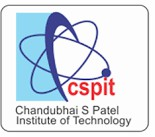 cspit
Chandubhai S Patel
Institute of Technology